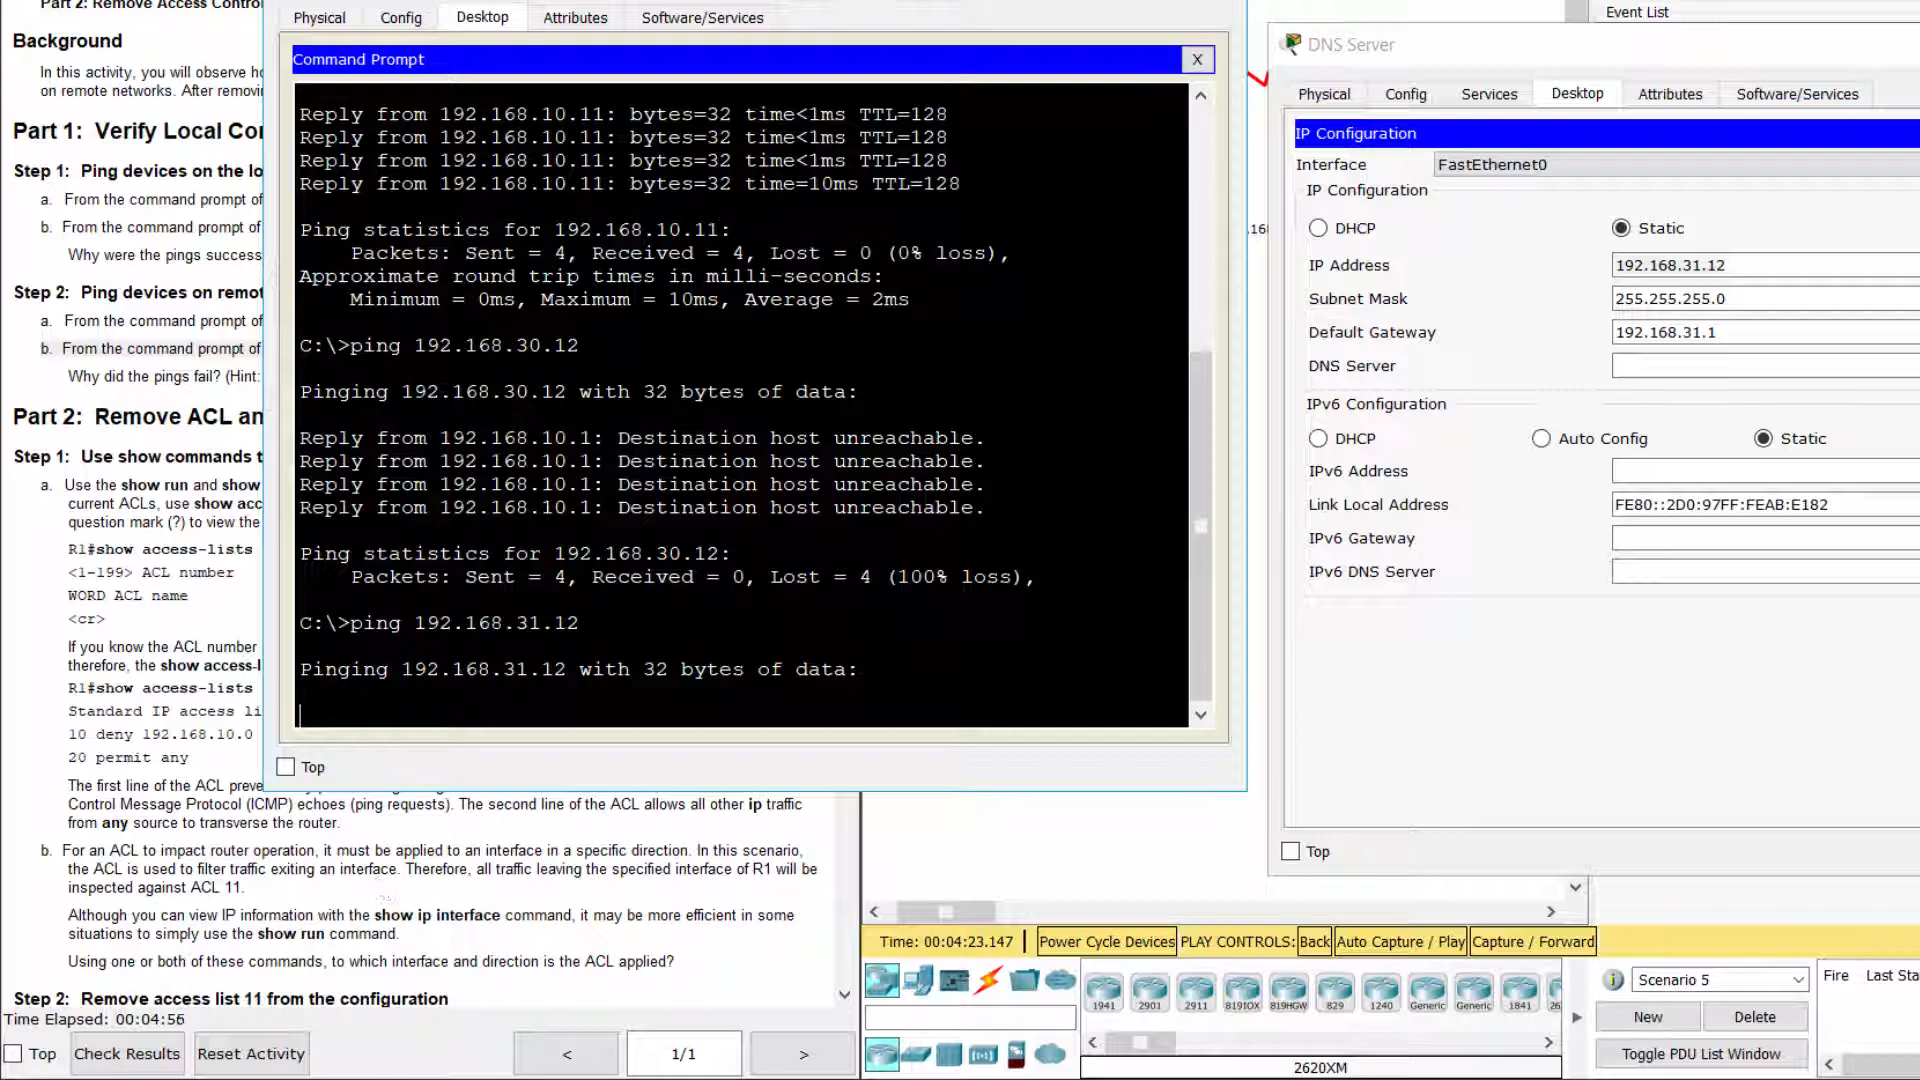 Part 2: Remove Access Contro
Background
In this activity, you will observe ho
on remote networks. After removi
Part 1: Verify Local Co
Step 1: Ping devices on the lo
a. From the command prompt of
b. From the command prompt of
Why were the pings success
Step 2: Ping devices on remot
a. From the command prompt of
b. From the command prompt of
Why did the pings fail? (Hint:
Part 2: Remove ACL an
Step 1: Use show commands t
a. Use the show run and show
current ACLs, use show acc
question mark (?) to view the
R1#show access-lists
<1-199> ACL number
WORD ACL name
<cr>
If you know the ACL number
therefore, the show access-l
R1#show access-lists
Standard IP access li
10 deny 192.168.10.0
20 permit any
The first line of the ACL preve
Control Message Protocol (ICMP) echoes (ping requests). The second line of the ACL allows all other ip traffic
from any source to transverse the router.
b. For an ACL to impact router operation, it must be applied to an interface in a specific direction. In this scenario,
the ACL is used to filter traffic exiting an interface. Therefore, all traffic leaving the specified interface of R1 will be
inspected against ACL 11.
Although you can view IP information with the show ip interface command, it may be more efficient in some
situations to simply use the show run command.
Using one or both of these commands, to which interface and direction is the ACL applied?
Step 2: Remove access list 11 from the configuration
Time Elapsed: 00:04:56
Top
Check Results
Reset Activity
<
1/1
>
Physical Config Desktop Attributes Software/Services
Command Prompt X
Reply from 192.168.10.11: bytes=32 time<1ms TTL=128
Reply from 192.168.10.11: bytes=32 time<1ms TTL=128
Reply from 192.168.10.11: bytes=32 time<1ms TTL=128
Reply from 192.168.10.11: bytes=32 time=10ms TTL=128
Ping statistics for 192.168.10.11:
Packets: Sent = 4, Received = 4, Lost = 0 (0% loss),
Approximate round trip times in milli-seconds:
Minimum = 0ms, Maximum = 10ms, Average = 2ms
C:\>ping 192.168.30.12
Pinging 192.168.30.12 with 32 bytes of data:
Reply from 192.168.10.1: Destination host unreachable.
Reply from 192.168.10.1: Destination host unreachable.
Reply from 192.168.10.1: Destination host unreachable.
Reply from 192.168.10.1: Destination host unreachable.
Ping statistics for 192.168.30.12:
Packets: Sent = 4, Received = 0, Lost = 4 (100% loss),
C:\>ping 192.168.31.12
Pinging 192.168.31.12 with 32 bytes of data:
Top
Event List
DNS Server
Physical Config Services Desktop Attributes Software/Services
IP Configuration
Interface FastEthernet0
IP Configuration
DHCP Static
IP Address 192.168.31.12
Subnet Mask 255.255.255.0
Default Gateway 192.168.31.1
DNS Server
IPv6 Configuration
DHCP Auto Config Static
IPv6 Address
Link Local Address FE80::2D0:97FF:FEAB:E182
IPv6 Gateway
IPv6 DNS Server
Top
.16
Time: 00:04:23.147 Power Cycle Devices PLAY CONTROLS: Back Auto Capture / Play Capture / Forward
1941 2901 2911 819IOX 819HGW 829 1240 Generic Generic 1841 26
2620XM
Scenario 5
New Delete
Toggle PDU List Window
Fire Last Sta